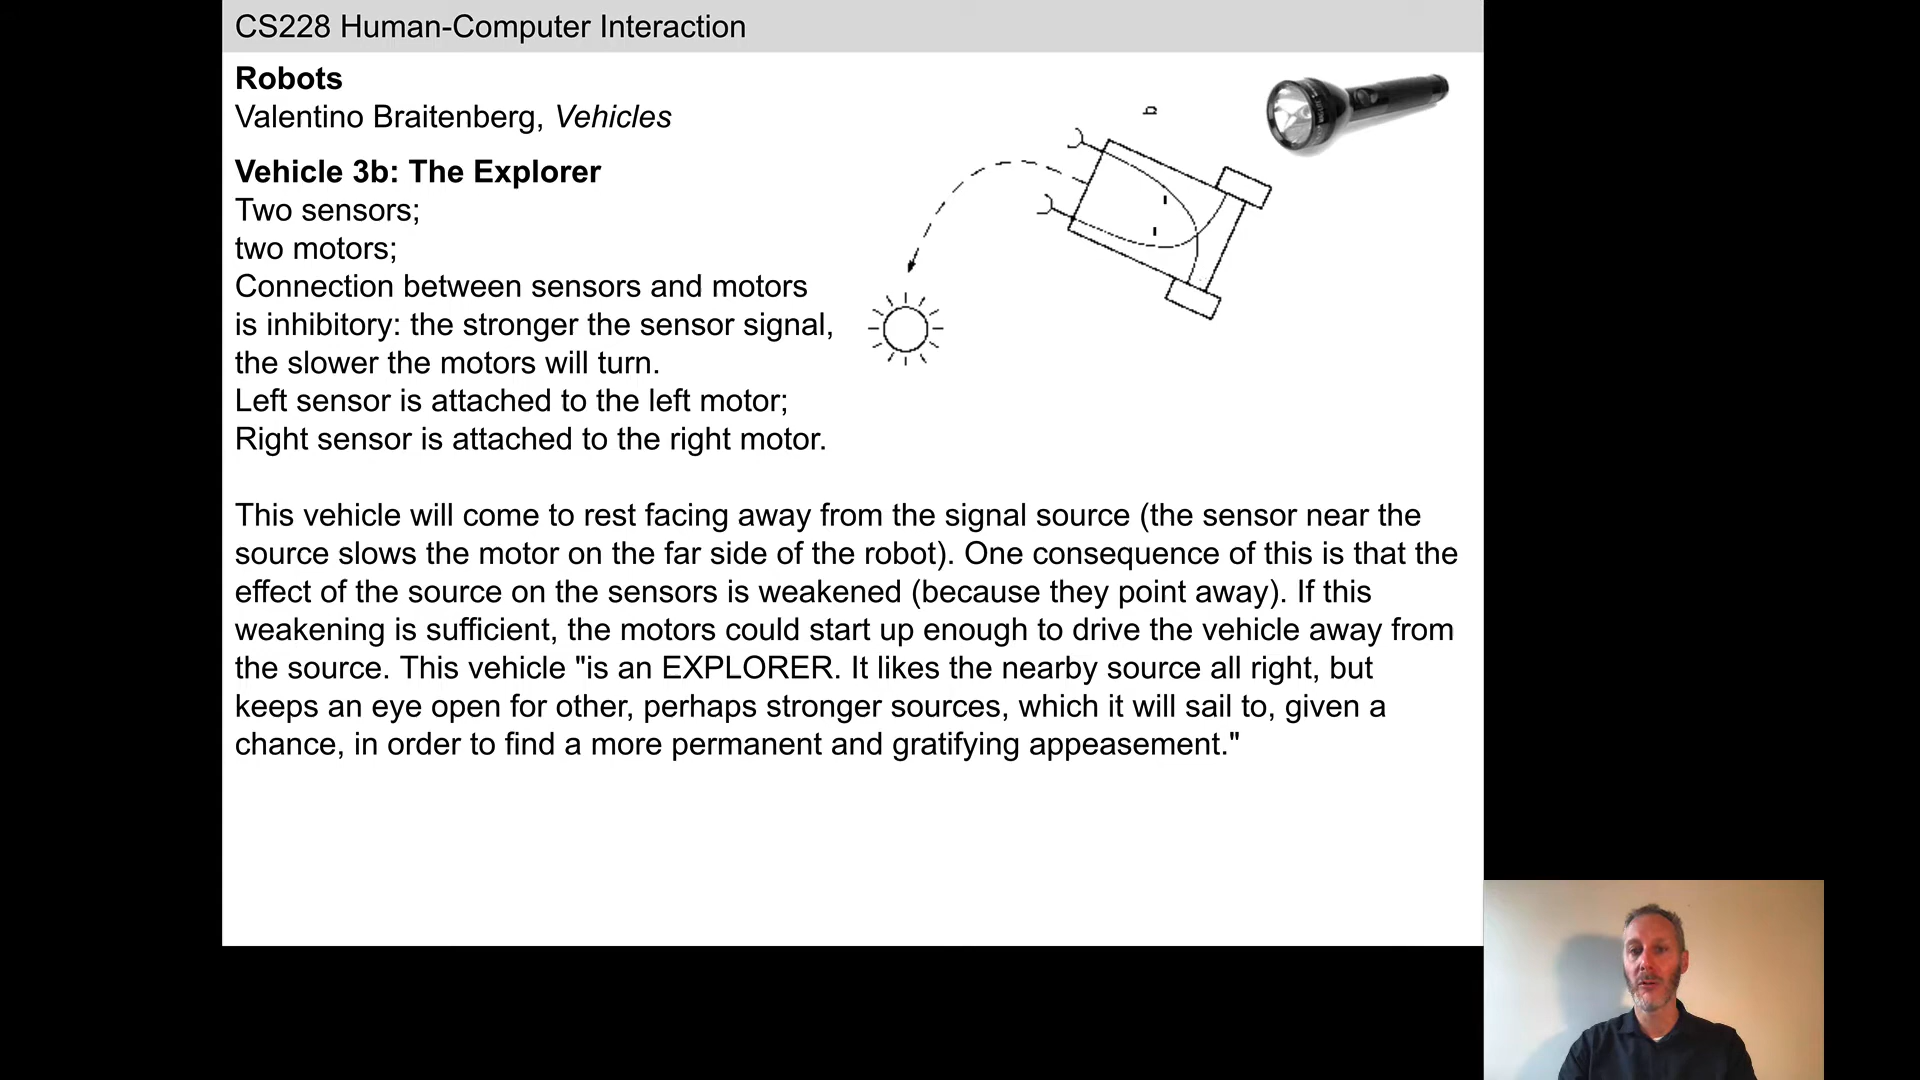 CS228 Human-Computer Interaction
Robots
Valentino Braitenberg, Vehicles
b
Vehicle 3b: The Explorer
Two sensors;
two motors;
Connection between sensors and motors
is inhibitory: the stronger the sensor signal,
the slower the motors will turn.
Left sensor is attached to the left motor;
Right sensor is attached to the right motor.
This vehicle will come to rest facing away from the signal source (the sensor near the
source slows the motor on the far side of the robot). One consequence of this is that the
effect of the source on the sensors is weakened (because they point away). If this
weakening is sufficient, the motors could start up enough to drive the vehicle away from
the source. This vehicle "is an EXPLORER. It likes the nearby source all right, but
keeps an eye open for other, perhaps stronger sources, which it will sail to, given a
chance, in order to find a more permanent and gratifying appeasement."